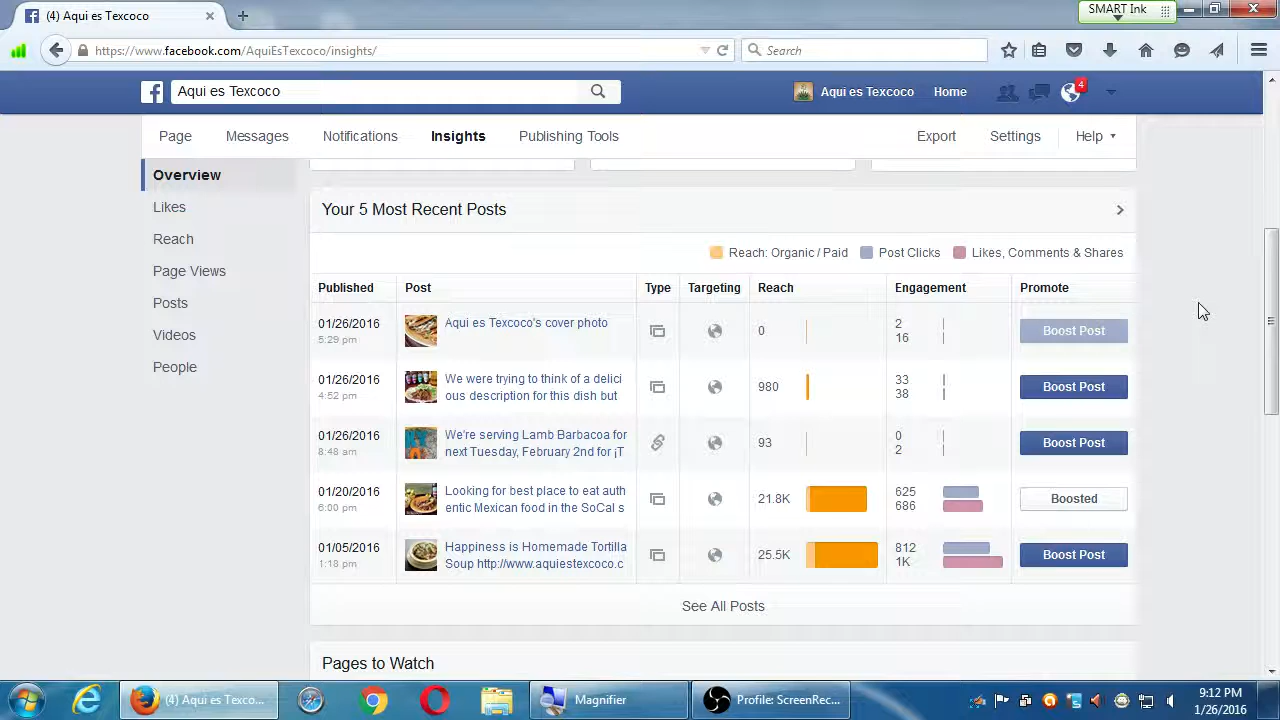 (4) Aqui es Texcoco
SMART Ink
https://www.facebook.com/AquiEsTexcoco/insights/
Search
Aqui es Texcoco
Aqui es Texcoco
Home
4
Page
Messages
Notifications
Insights
Publishing Tools
Export
Settings
Help
Overview
Likes
Reach
Page Views
Posts
Videos
People
Your 5 Most Recent Posts
Reach: Organic / Paid
Post Clicks
Likes, Comments & Shares
Published
Post
Type
Targeting
Reach
Engagement
Promote
01/26/2016
5:29 pm
Aqui es Texcoco's cover photo
0
2
16
Boost Post
01/26/2016
4:52 pm
We were trying to think of a delici
ous description for this dish but
980
33
38
Boost Post
01/26/2016
8:48 am
We're serving Lamb Barbacoa for
next Tuesday, February 2nd for ¡T
93
0
2
Boost Post
01/20/2016
6:00 pm
Looking for best place to eat auth
entic Mexican food in the SoCal s
21.8K
625
686
Boosted
01/05/2016
1:18 pm
Happiness is Homemade Tortilla
Soup http://www.aquiestexcoco.c
25.5K
812
1K
Boost Post
See All Posts
Pages to Watch
(4) Aqui es Texco...
Magnifier
Profile: ScreenRec...
9:12 PM
1/26/2016